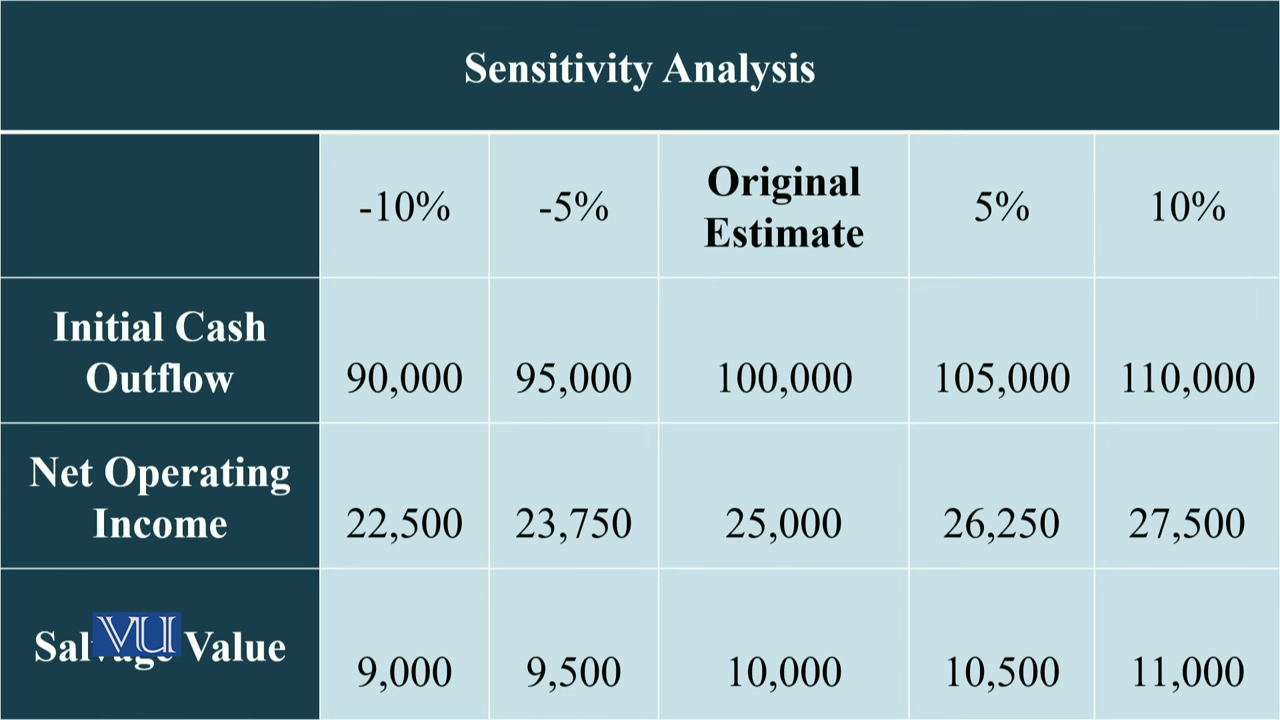 Sensitivity Analysis
-10% -5% Original Estimate 5% 10%
Initial Cash Outflow 90,000 95,000 100,000 105,000 110,000
Net Operating Income 22,500 23,750 25,000 26,250 27,500
Salvage Value 9,000 9,500 10,000 10,500 11,000
VU